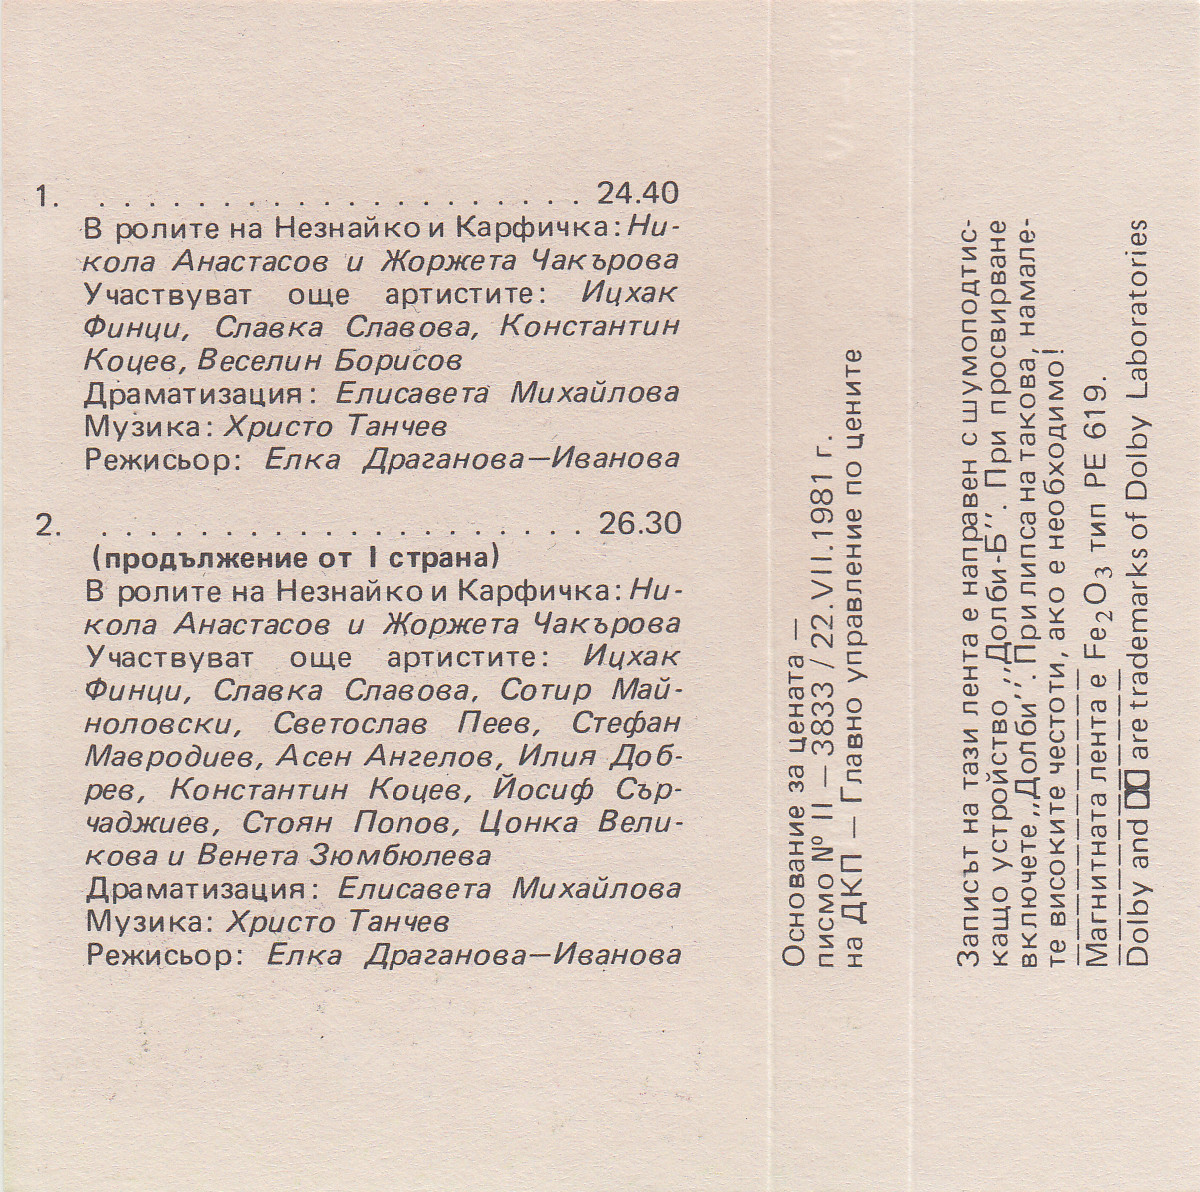 1. . . . . . . . . . . . . . . . . . . . . 24.40
В ролите на Незнайко и Карфичка: Ни-
кола Анастасов и Жоржета Чакърова
Участвуват още артистите: Ицхак
Финци, Славка Славова, Константин
Коцев, Веселин Борисов
Драматизация: Елисавета Михайлова
Музика: Христо Танчев
Режисьор: Елка Драганова—Иванова
2. . . . . . . . . . . . . . . . . . . . . 26.30
(продължение от I страна)
В ролите на Незнайко и Карфичка: Ни-
кола Анастасов и Жоржета Чакърова
Участвуват още артистите: Ицхак
Финци, Славка Славова, Сотир Май-
ноловски, Светослав Пеев, Стефан
Мавродиев, Асен Ангелов, Илия Доб-
рев, Константин Коцев, Йосиф Сър-
чаджиев, Стоян Попов, Цонка Вели-
кова и Венета Зюмбюлева
Драматизация: Елисавета Михайлова
Музика: Христо Танчев
Режисьор: Елка Драганова—Иванова
Основание за цената —
писмо № II — 3833 / 22.VII.1981 г.
на ДКП — Главно управление по цените
Записът на тази лента е направен с шумоподтис-
кащо устройство „Долби-Б”. При просвирване
включете „Долби”. При липса на такова, намале-
те високите честоти, ако е необходимо!
Магнитната лента е Fe2O3 тип PE 619.
Dolby and are trademarks of Dolby Laboratories